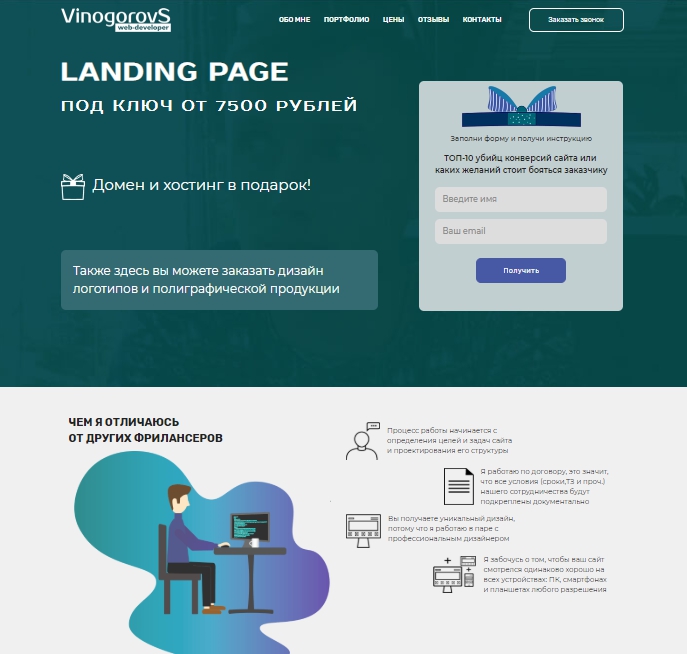 VinogorovS
web-developer
ОБО МНЕ
ПОРТФОЛИО
ЦЕНЫ
ОТЗЫВЫ
КОНТАКТЫ
Заказать звонок
LANDING PAGE
ПОД КЛЮЧ ОТ 7500 РУБЛЕЙ
Домен и хостинг в подарок!
Также здесь вы можете заказать дизайн
логотипов и полиграфической продукции
Заполни форму и получи инструкцию
ТОП-10 убийц конверсий сайта или
каких желаний стоит бояться заказчику
Введите имя
Ваш email
Получить
ЧЕМ Я ОТЛИЧАЮСЬ
ОТ ДРУГИХ ФРИЛАНСЕРОВ
Процесс работы начинается с
определения целей и задач сайта
и проектирования его структуры
Я работаю по договору, это значит,
что все условия (сроки,ТЗ и проч.)
нашего сотрудничества будут
подкреплены документально
Вы получаете уникальный дизайн,
потому что я работаю в паре с
профессиональным дизайнером
Я забочусь о том, чтобы ваш сайт
смотрелся одинаково хорошо на
всех устройствах: ПК, смартфонах
и планшетах любого разрешения